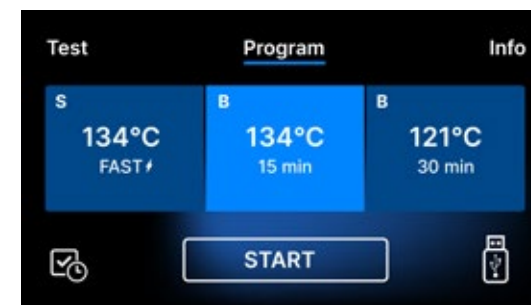 Test Program Info
S B B
134°C 134°C 121°C
FAST 15 min 30 min
START